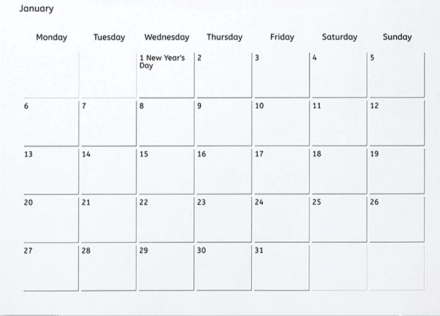 January
Monday Tuesday Wednesday Thursday Friday Saturday Sunday
1 New Year's 2 3 4 5
Day
6 7 8 9 10 11 12
13 14 15 16 17 18 19
20 21 22 23 24 25 26
27 28 29 30 31